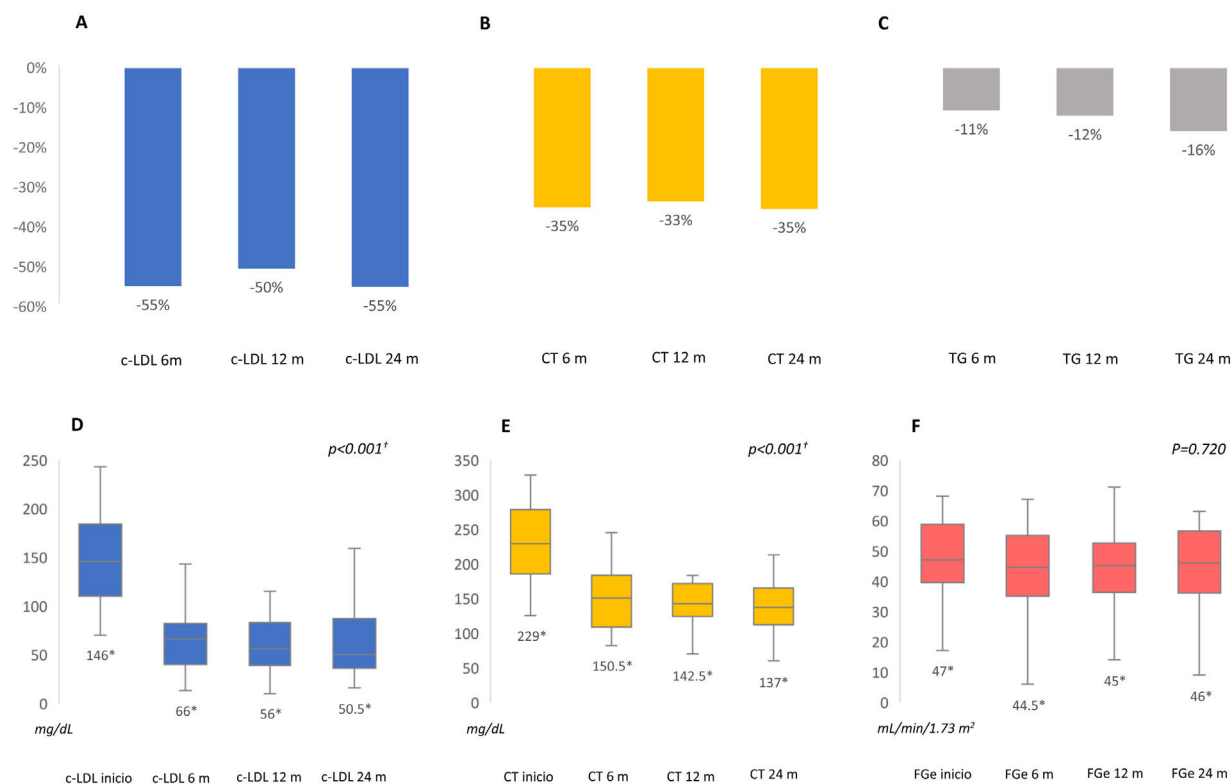 A
B
C
0%
-10%
-20%
-30%
-40%
-50%
-60%
-55%
-50%
-55%
c-LDL 6m
c-LDL 12 m
c-LDL 24 m
-35%
-33%
-35%
CT 6 m
CT 12 m
CT 24 m
-11%
-12%
-16%
TG 6 m
TG 12 m
TG 24 m
D
p<0.001†
250
200
150
100
50
0
mg/dL
146*
66*
56*
50.5*
c-LDL inicio
c-LDL 6 m
c-LDL 12 m
c-LDL 24 m
E
p<0.001†
350
300
250
200
150
100
50
0
mg/dL
229*
150.5*
142.5*
137*
CT inicio
CT 6 m
CT 12 m
CT 24 m
F
P=0.720
80
70
60
50
40
30
20
10
0
mL/min/1.73 m²
47*
44.5*
45*
46*
FGe inicio
FGe 6 m
FGe 12 m
FGe 24 m